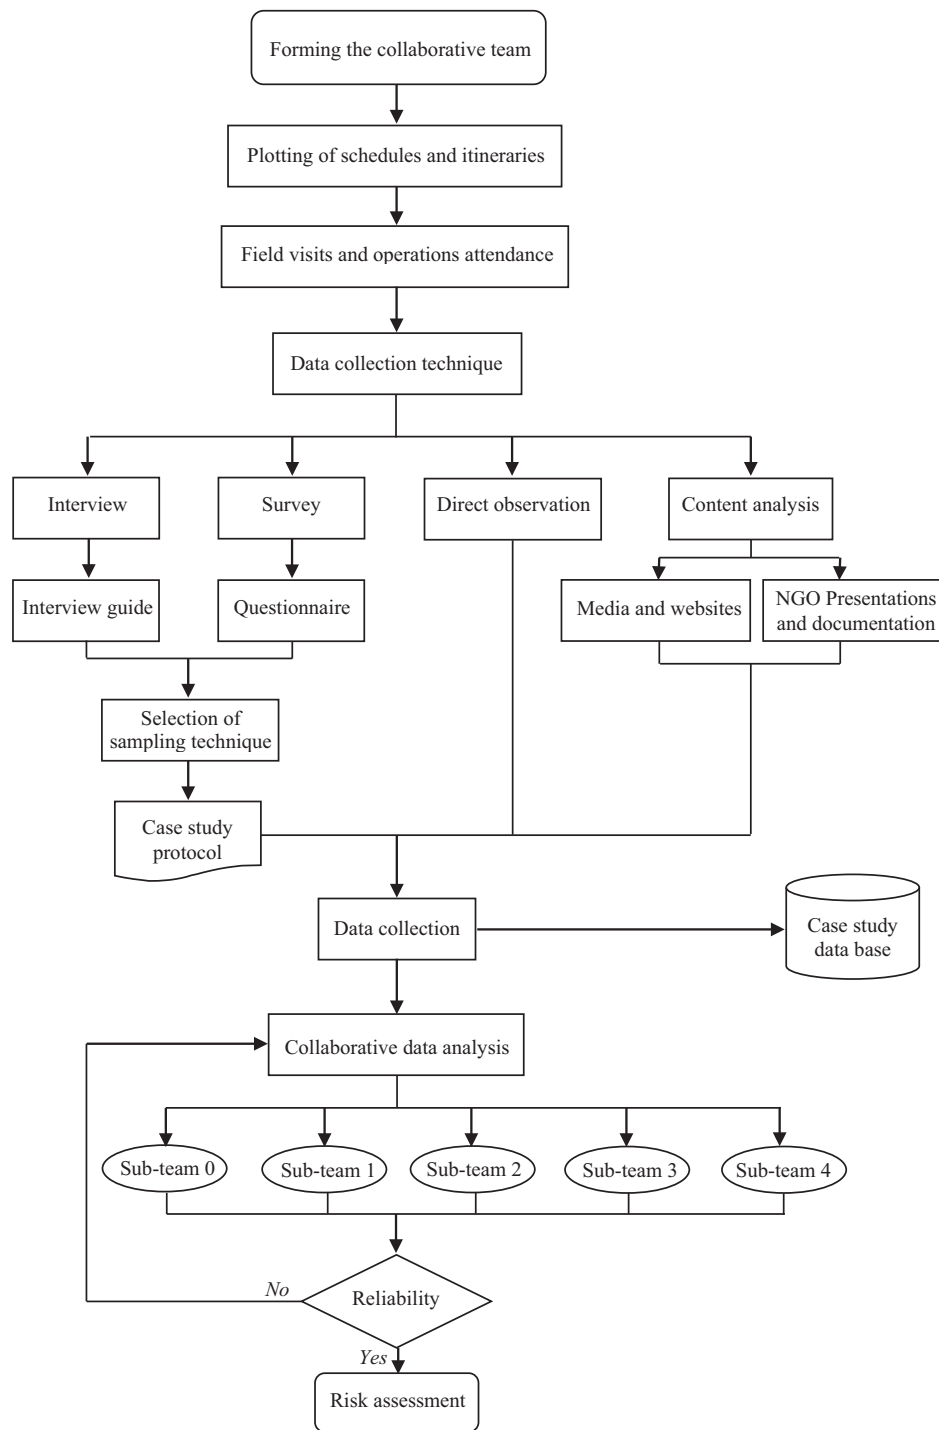 Forming the collaborative team
Plotting of schedules and itineraries
Field visits and operations attendance
Data collection technique
Interview
Survey
Direct observation
Content analysis
Interview guide
Questionnaire
Media and websites
NGO Presentations
and documentation
Selection of
sampling technique
Case study
protocol
Data collection
Case study
data base
Collaborative data analysis
Sub-team 0
Sub-team 1
Sub-team 2
Sub-team 3
Sub-team 4
No
Reliability
Yes
Risk assessment